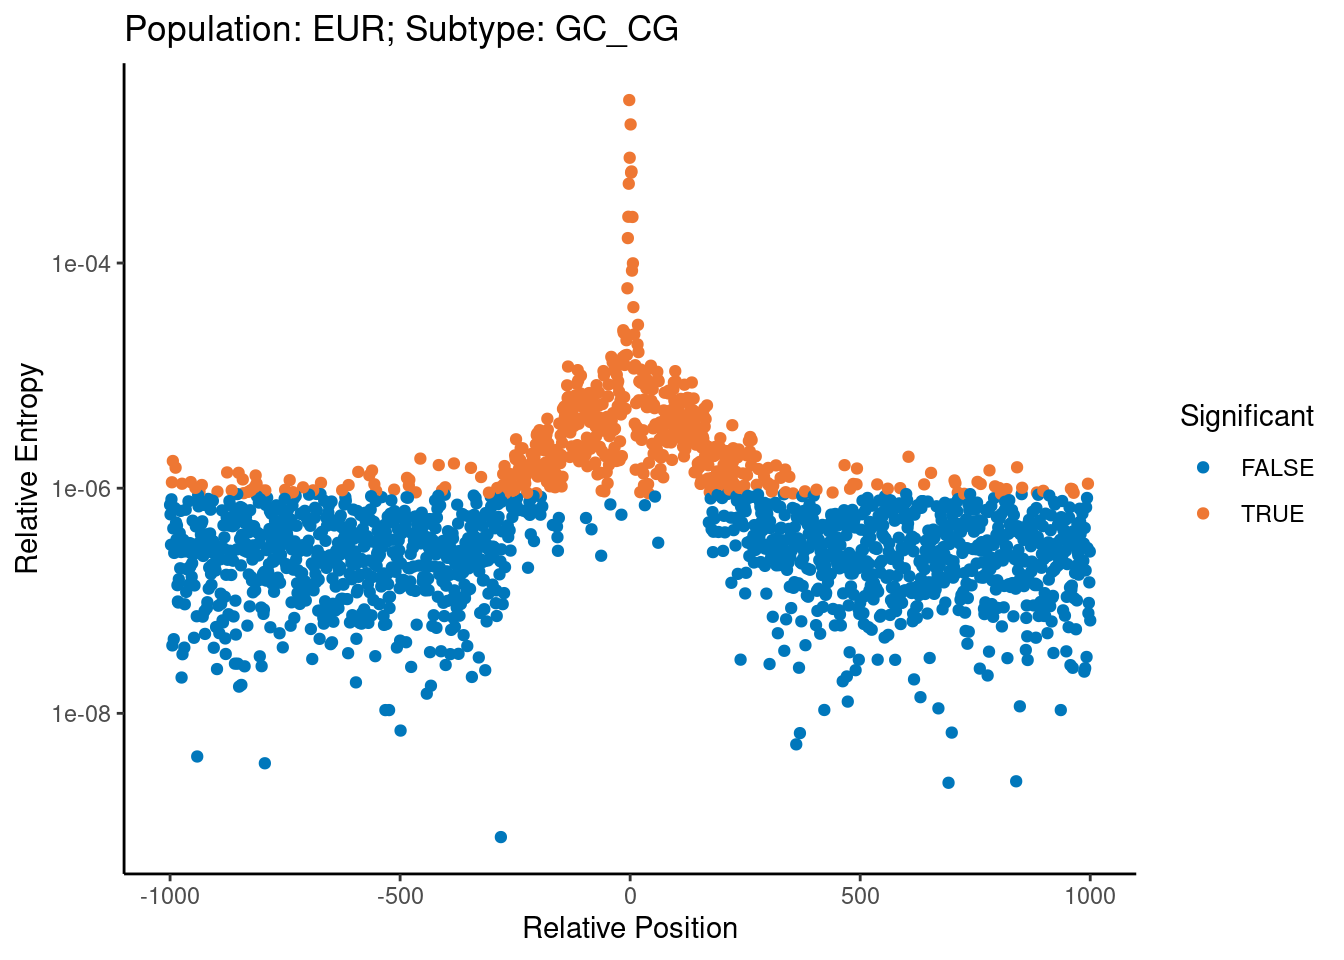 Population: EUR; Subtype: GC_CG
Relative Entropy
1e-04
1e-06
1e-08
-1000
-500
0
500
1000
Relative Position
Significant
FALSE
TRUE